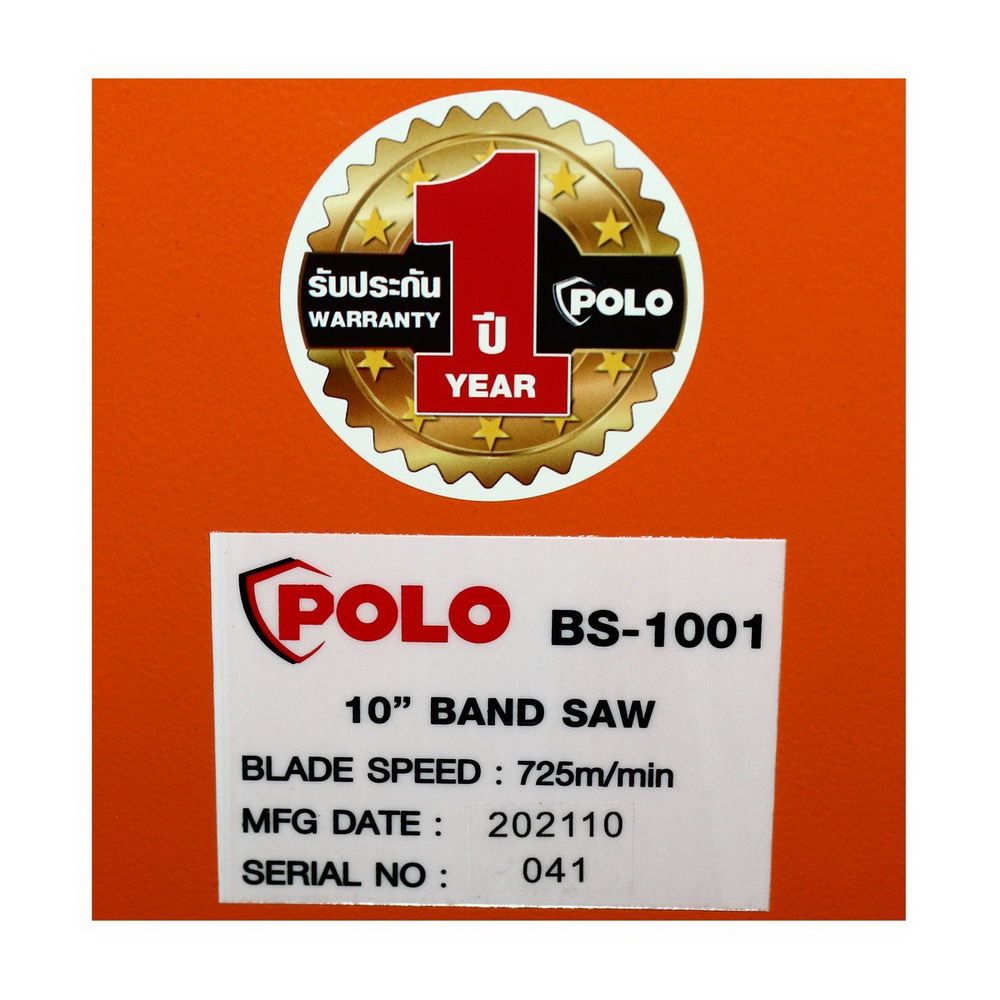 รับประกัน
WARRANTY
1
ปี
YEAR
POLO
POLO BS-1001
10” BAND SAW
BLADE SPEED : 725m/min
MFG DATE : 202110
SERIAL NO : 041